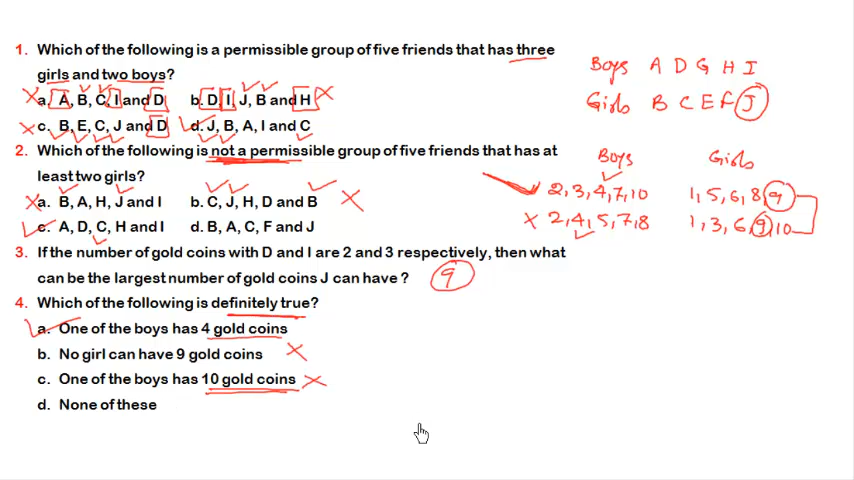 1. Which of the following is a permissible group of five friends that has three
girls and two boys?
a. A, B, C, I and D b. D, I, J, B and H
c. B, E, C, J and D d. J, B, A, I and C
2. Which of the following is not a permissible group of five friends that has at
least two girls?
a. B, A, H, J and I b. C, J, H, D and B
c. A, D, C, H and I d. B, A, C, F and J
3. If the number of gold coins with D and I are 2 and 3 respectively, then what
can be the largest number of gold coins J can have ? 9
4. Which of the following is definitely true?
a. One of the boys has 4 gold coins
b. No girl can have 9 gold coins
c. One of the boys has 10 gold coins
d. None of these
Boys A D G H I
Girls B C E F J
Boys Girls
2, 3, 4, 7, 10 1, 5, 6, 8, 9
2, 4, 5, 7, 8 1, 3, 6, 9, 10